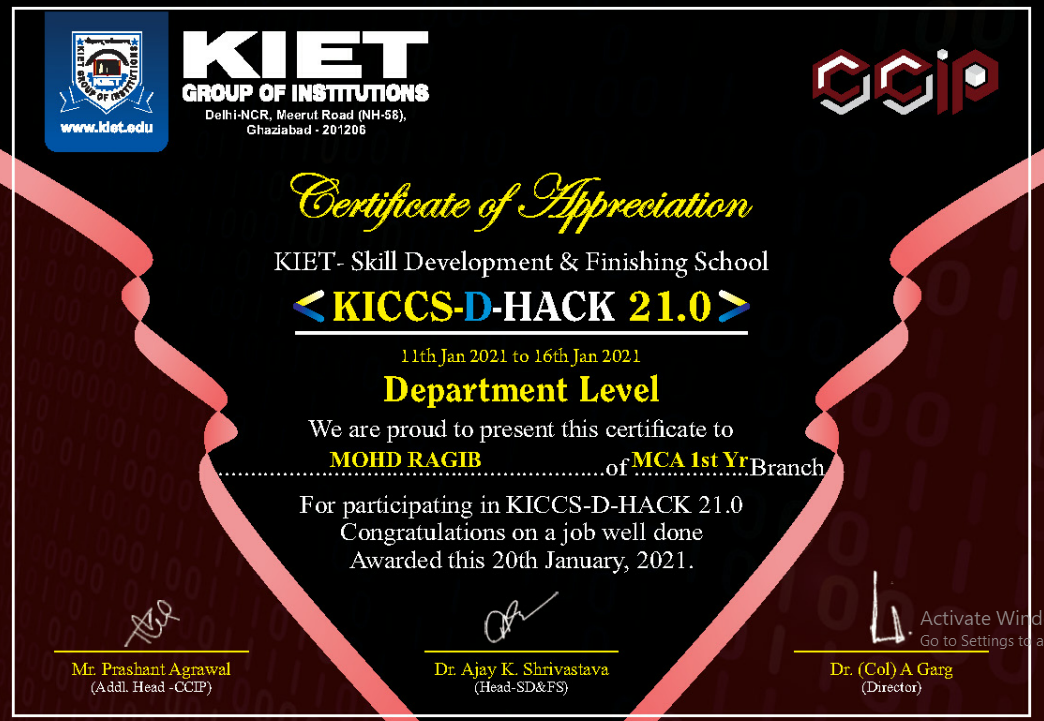 KIET GROUP OF INSTITUTIONS
www.kiet.edu
KIET
GROUP OF INSTITUTIONS
Delhi-NCR, Meerut Road (NH-58),
Ghaziabad - 201206
CCIP
Certificate of Appreciation
KIET- Skill Development & Finishing School
<KICCS-D-HACK 21.0>
11th Jan 2021 to 16th Jan 2021
Department Level
We are proud to present this certificate to
MOHD RAGIB of MCA 1st Yr Branch
For participating in KICCS-D-HACK 21.0
Congratulations on a job well done
Awarded this 20th January, 2021.
Activate Wind
Go to Settings to a
Mr. Prashant Agrawal
(Addl. Head -CCIP)
Dr. Ajay K. Shrivastava
(Head-SD&FS)
Dr. (Col) A Garg
(Director)